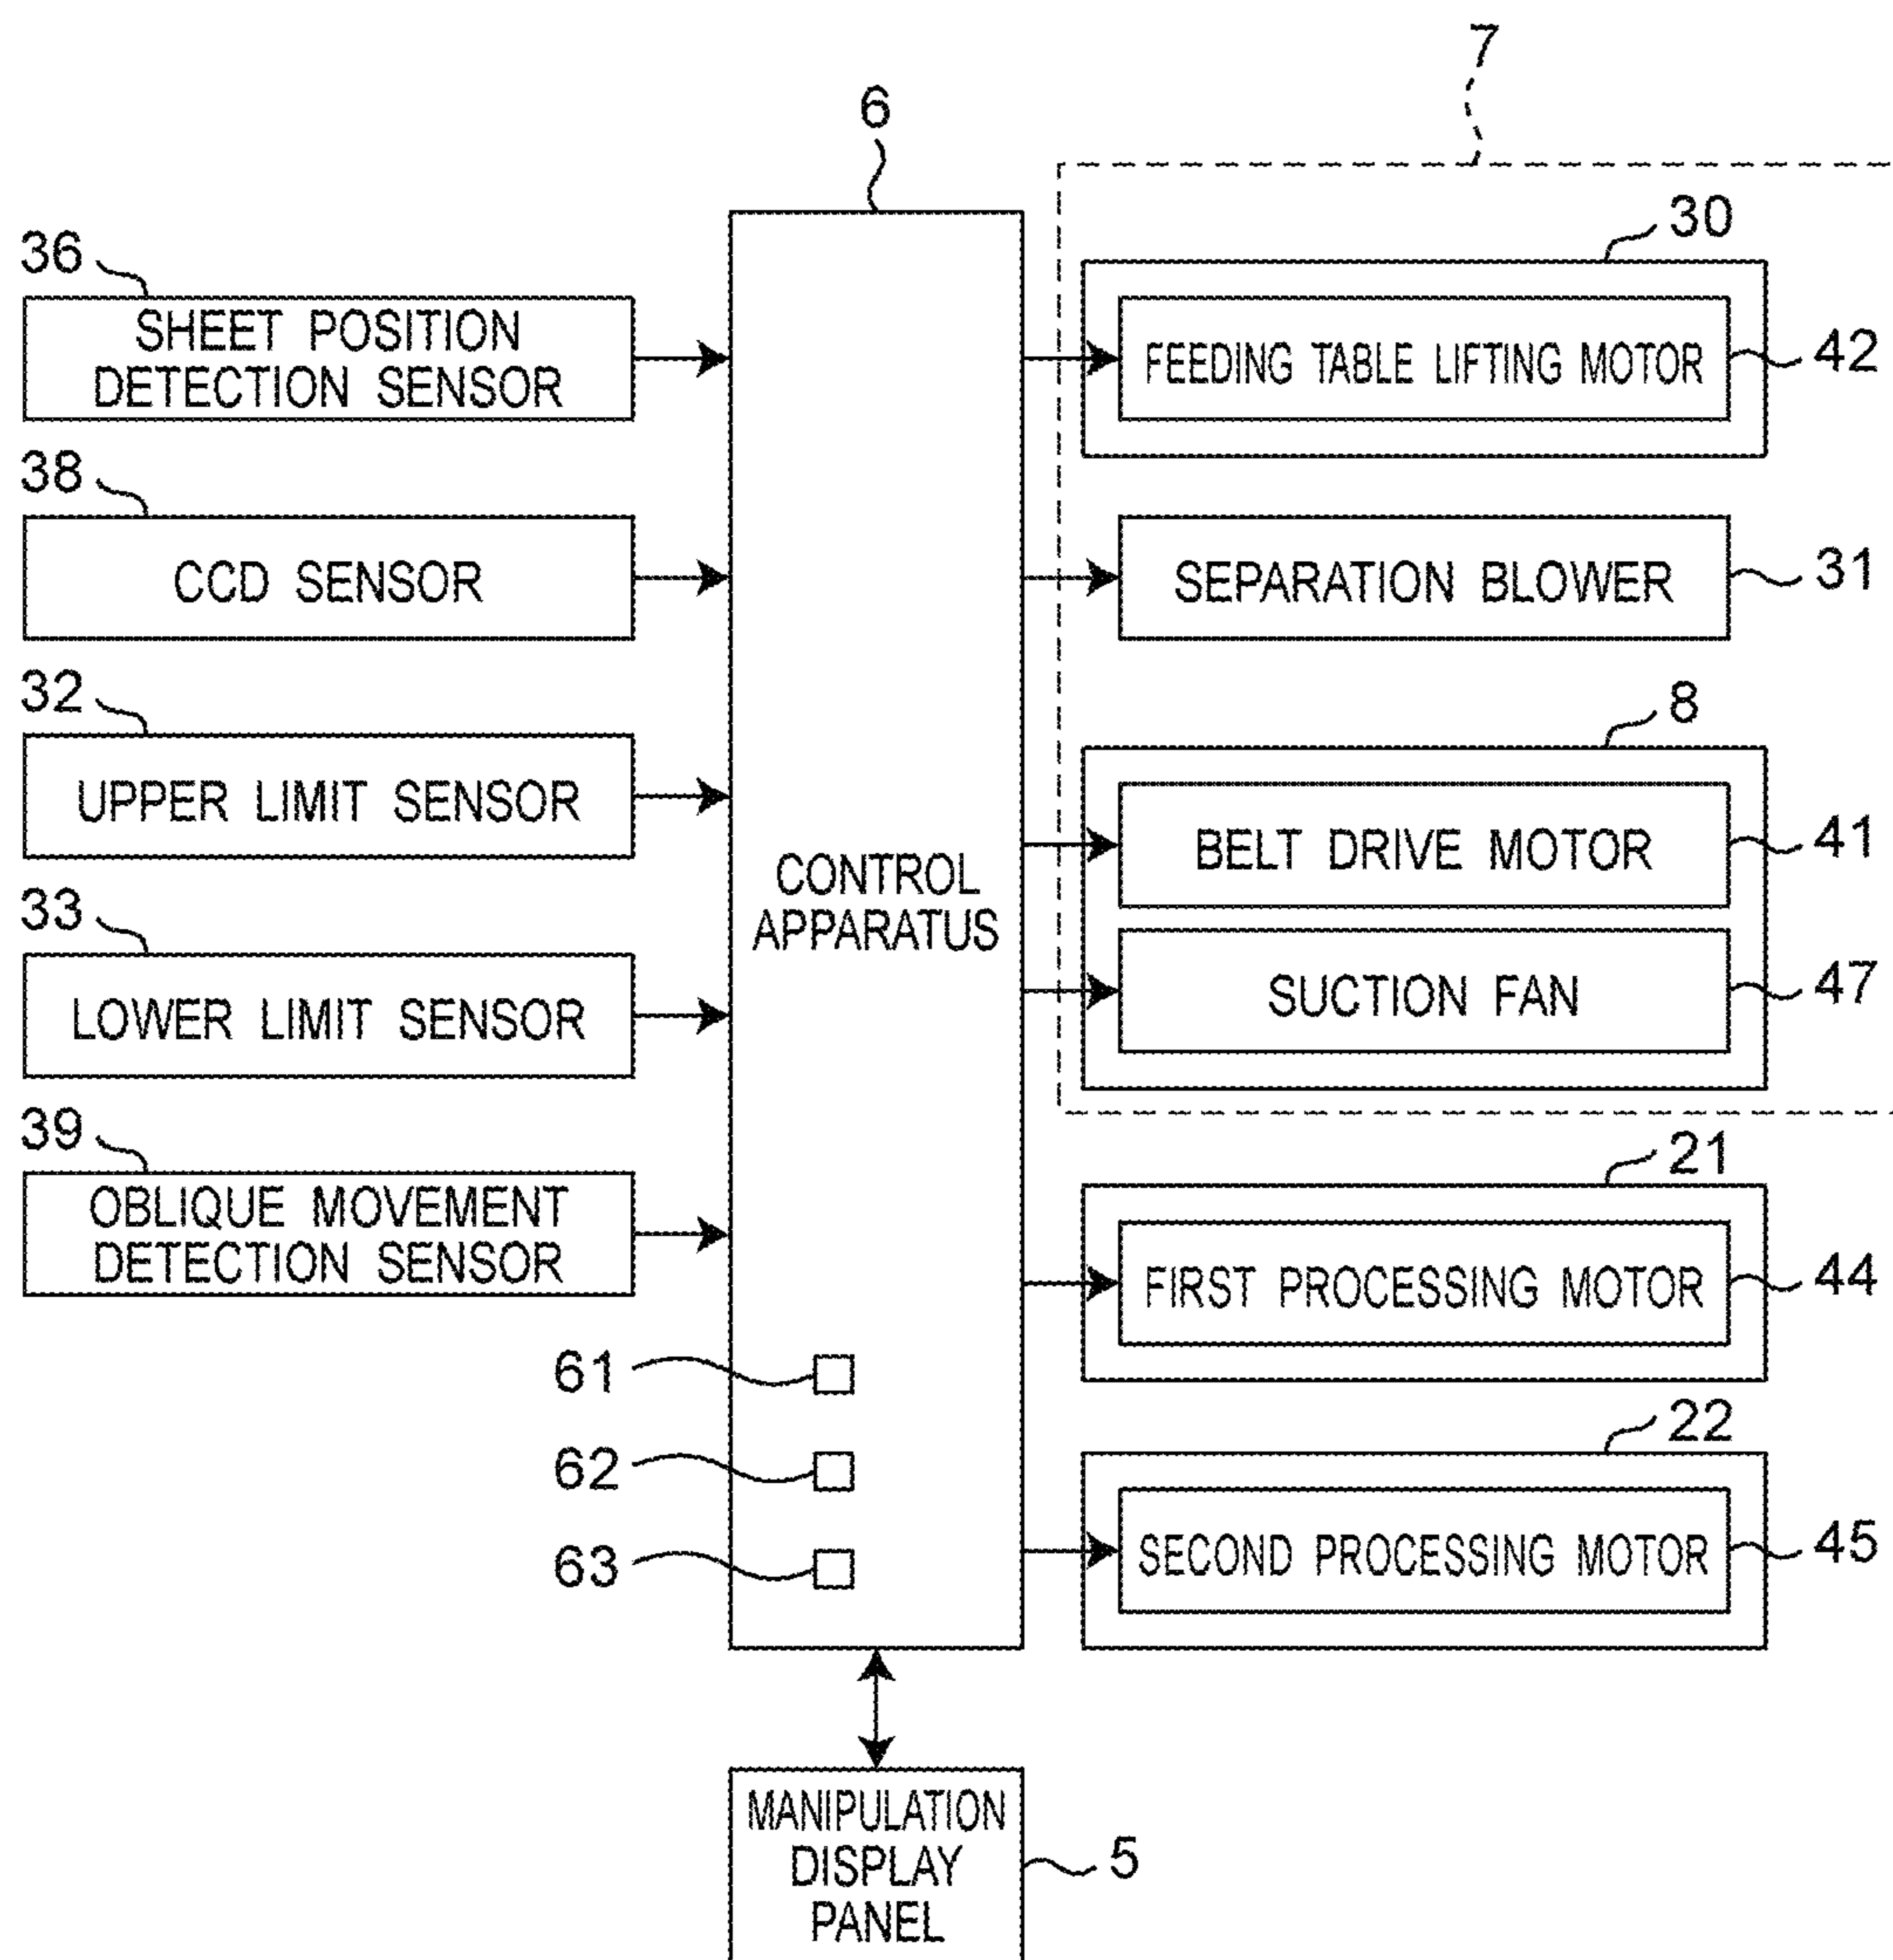 7
6
36
SHEET POSITION
DETECTION SENSOR
38
CCD SENSOR
32
UPPER LIMIT SENSOR
33
LOWER LIMIT SENSOR
39
OBLIQUE MOVEMENT
DETECTION SENSOR
CONTROL
APPARATUS
61
62
63
30
FEEDING TABLE LIFTING MOTOR
42
SEPARATION BLOWER
31
8
BELT DRIVE MOTOR
41
SUCTION FAN
47
21
FIRST PROCESSING MOTOR
44
22
SECOND PROCESSING MOTOR
45
MANIPULATION
DISPLAY
PANEL
5